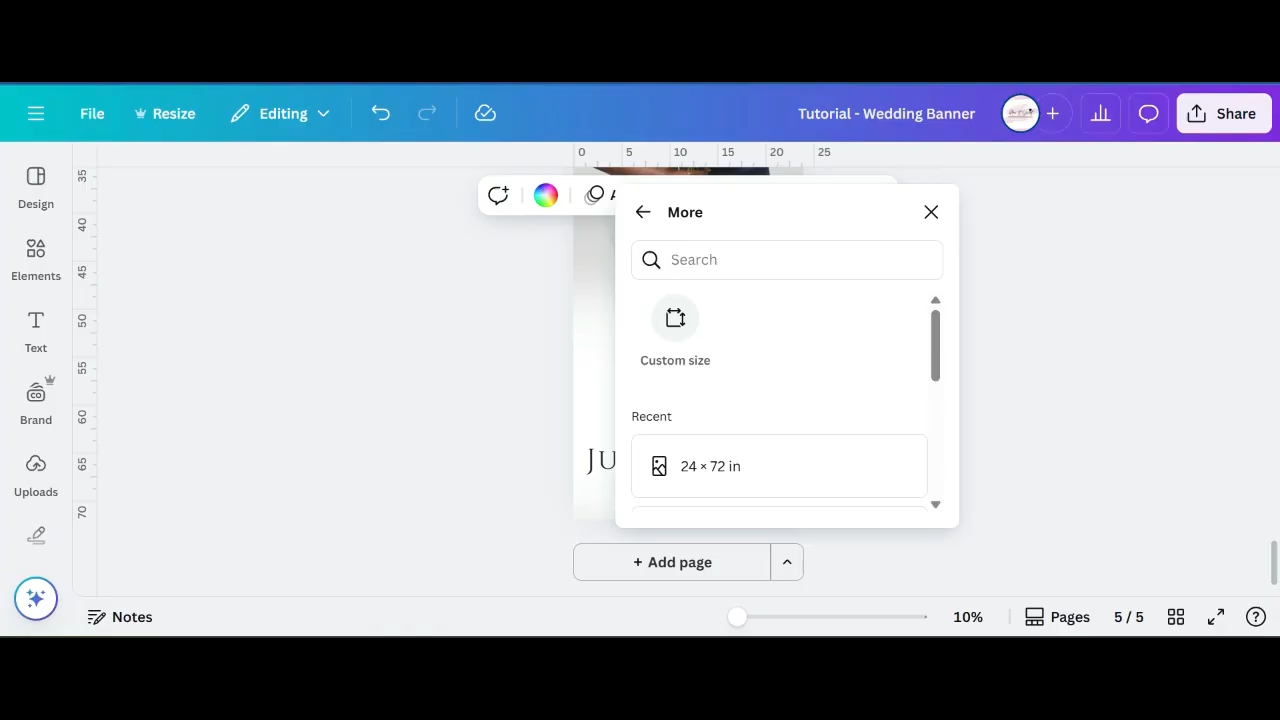 File
Resize
Editing
Tutorial - Wedding Banner
Share
0 5 10 15 20 25
35
40
45
50
55
60
65
70
Design
Elements
Text
Brand
Uploads
A
More
Search
Custom size
Recent
24 × 72 in
JU
+ Add page
Notes
10%
Pages
5 / 5